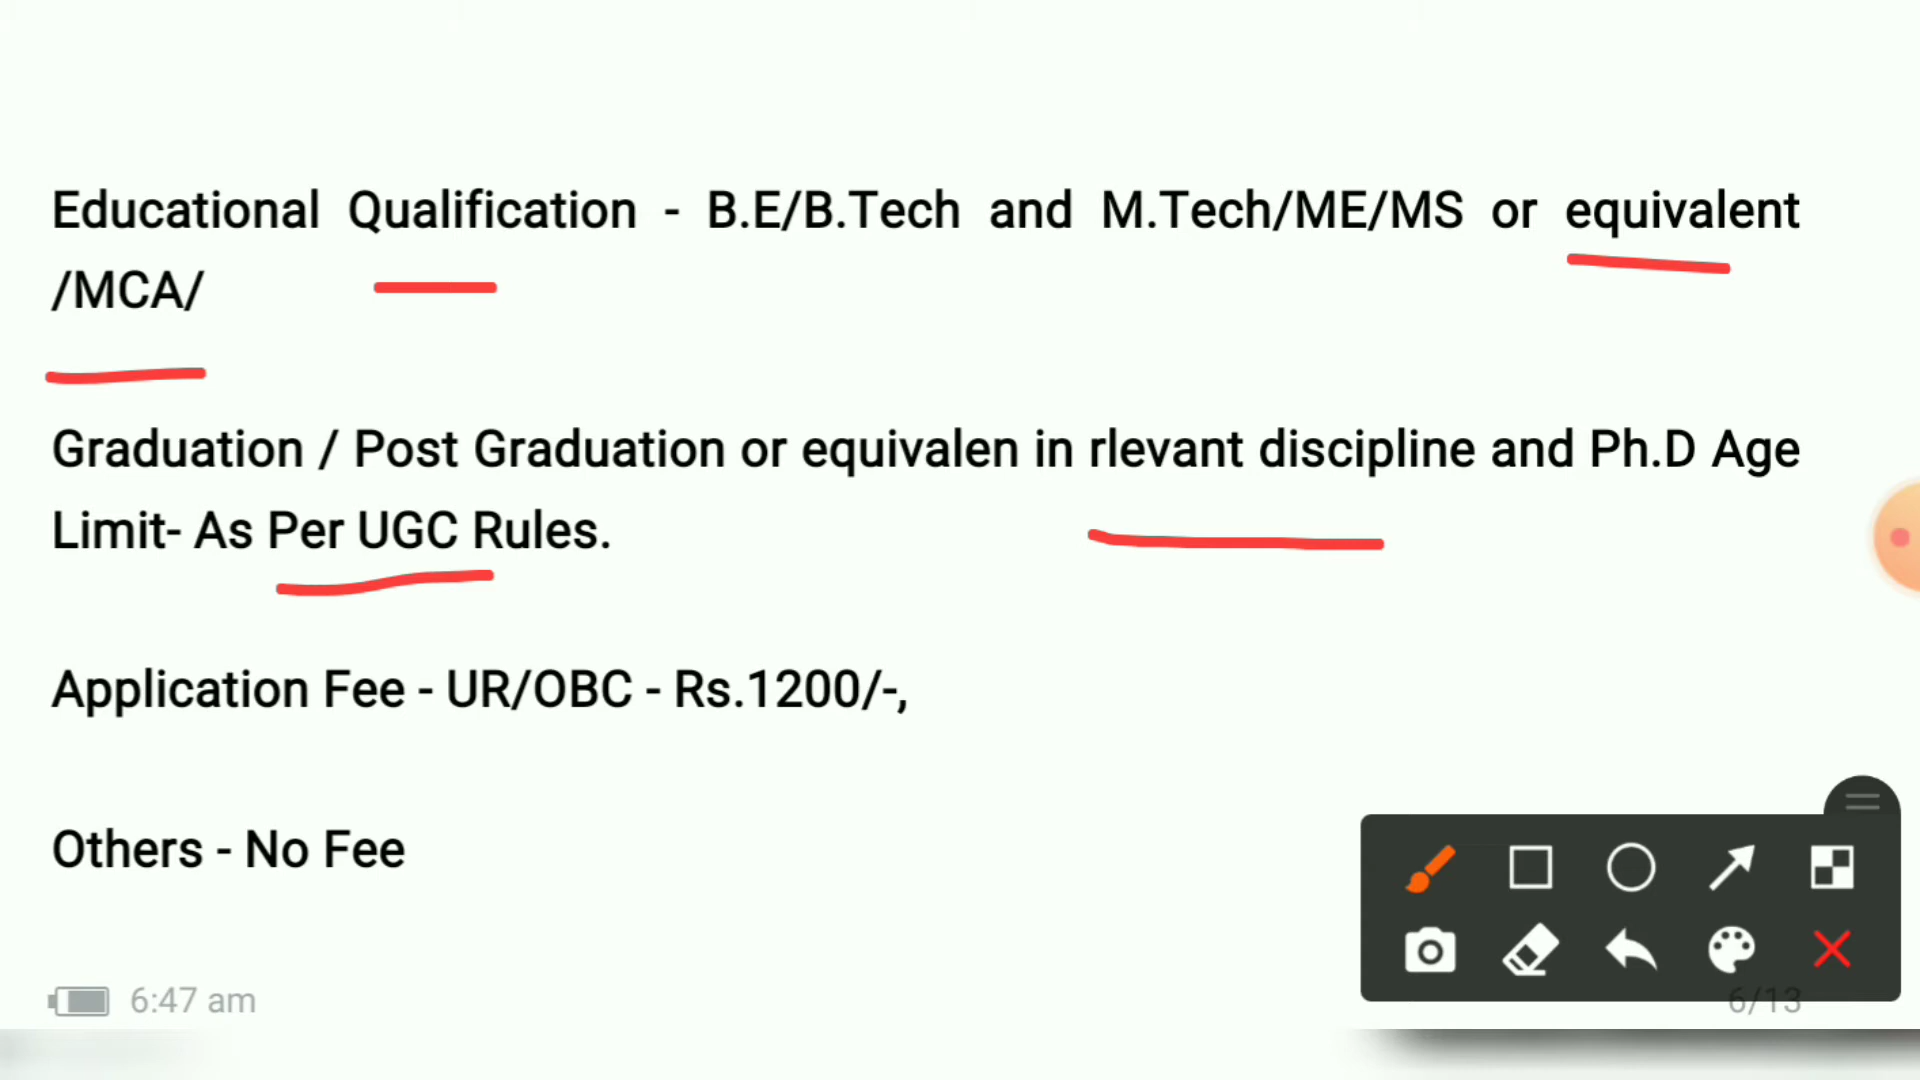 Educational Qualification - B.E/B.Tech and M.Tech/ME/MS or equivalent
/MCA/
Graduation / Post Graduation or equivalen in rlevant discipline and Ph.D Age
Limit- As Per UGC Rules.
Application Fee - UR/OBC - Rs.1200/-,
Others - No Fee
6:47 am
6/13